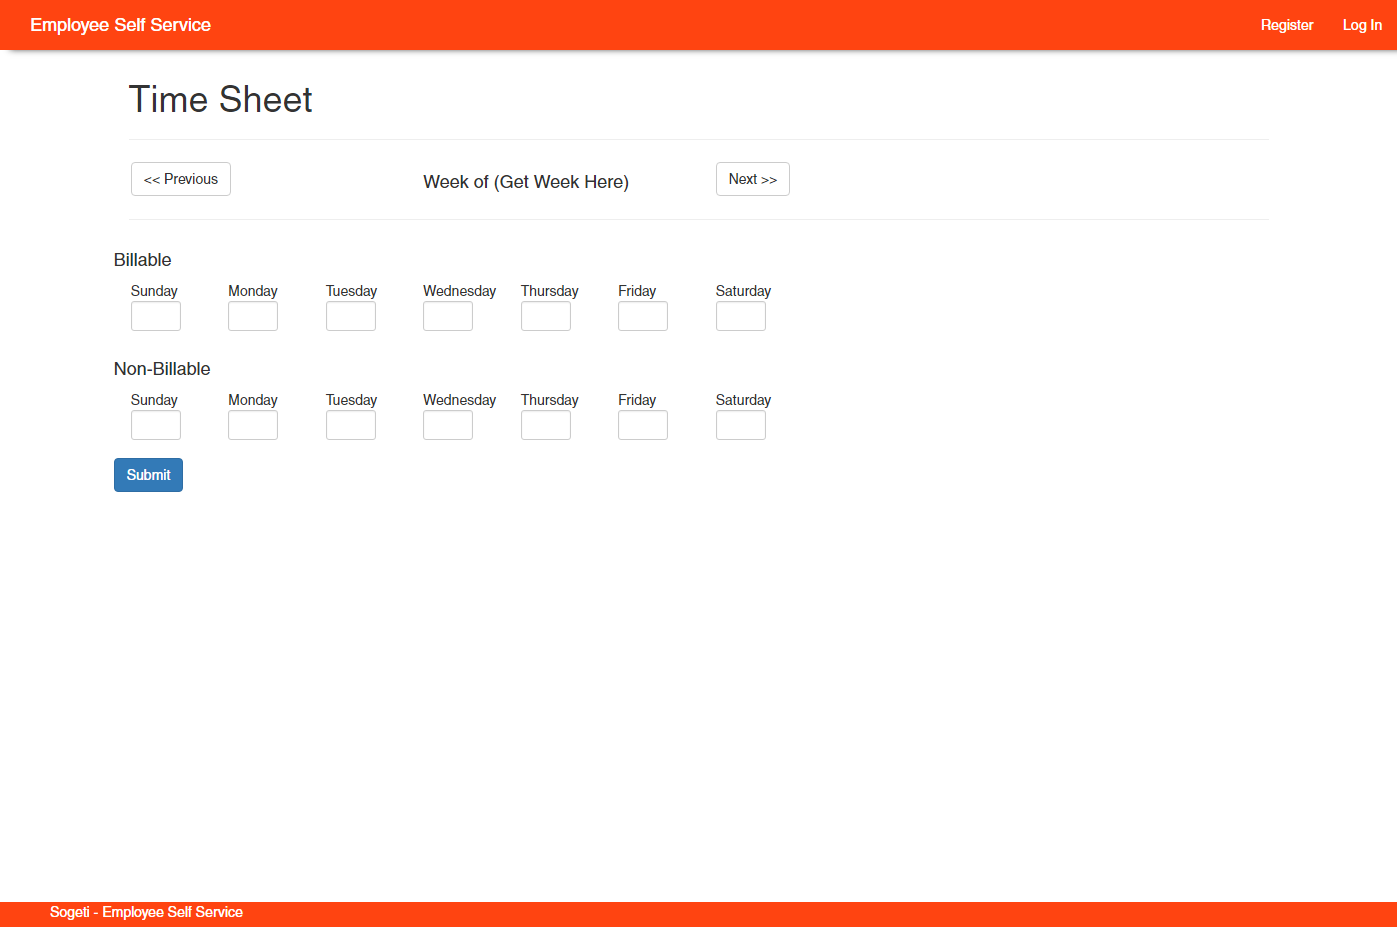 Employee Self Service Register Log In
Time Sheet
<< Previous Week of (Get Week Here) Next >>
Billable
Sunday Monday Tuesday Wednesday Thursday Friday Saturday
Non-Billable
Sunday Monday Tuesday Wednesday Thursday Friday Saturday
Submit
Sogeti - Employee Self Service